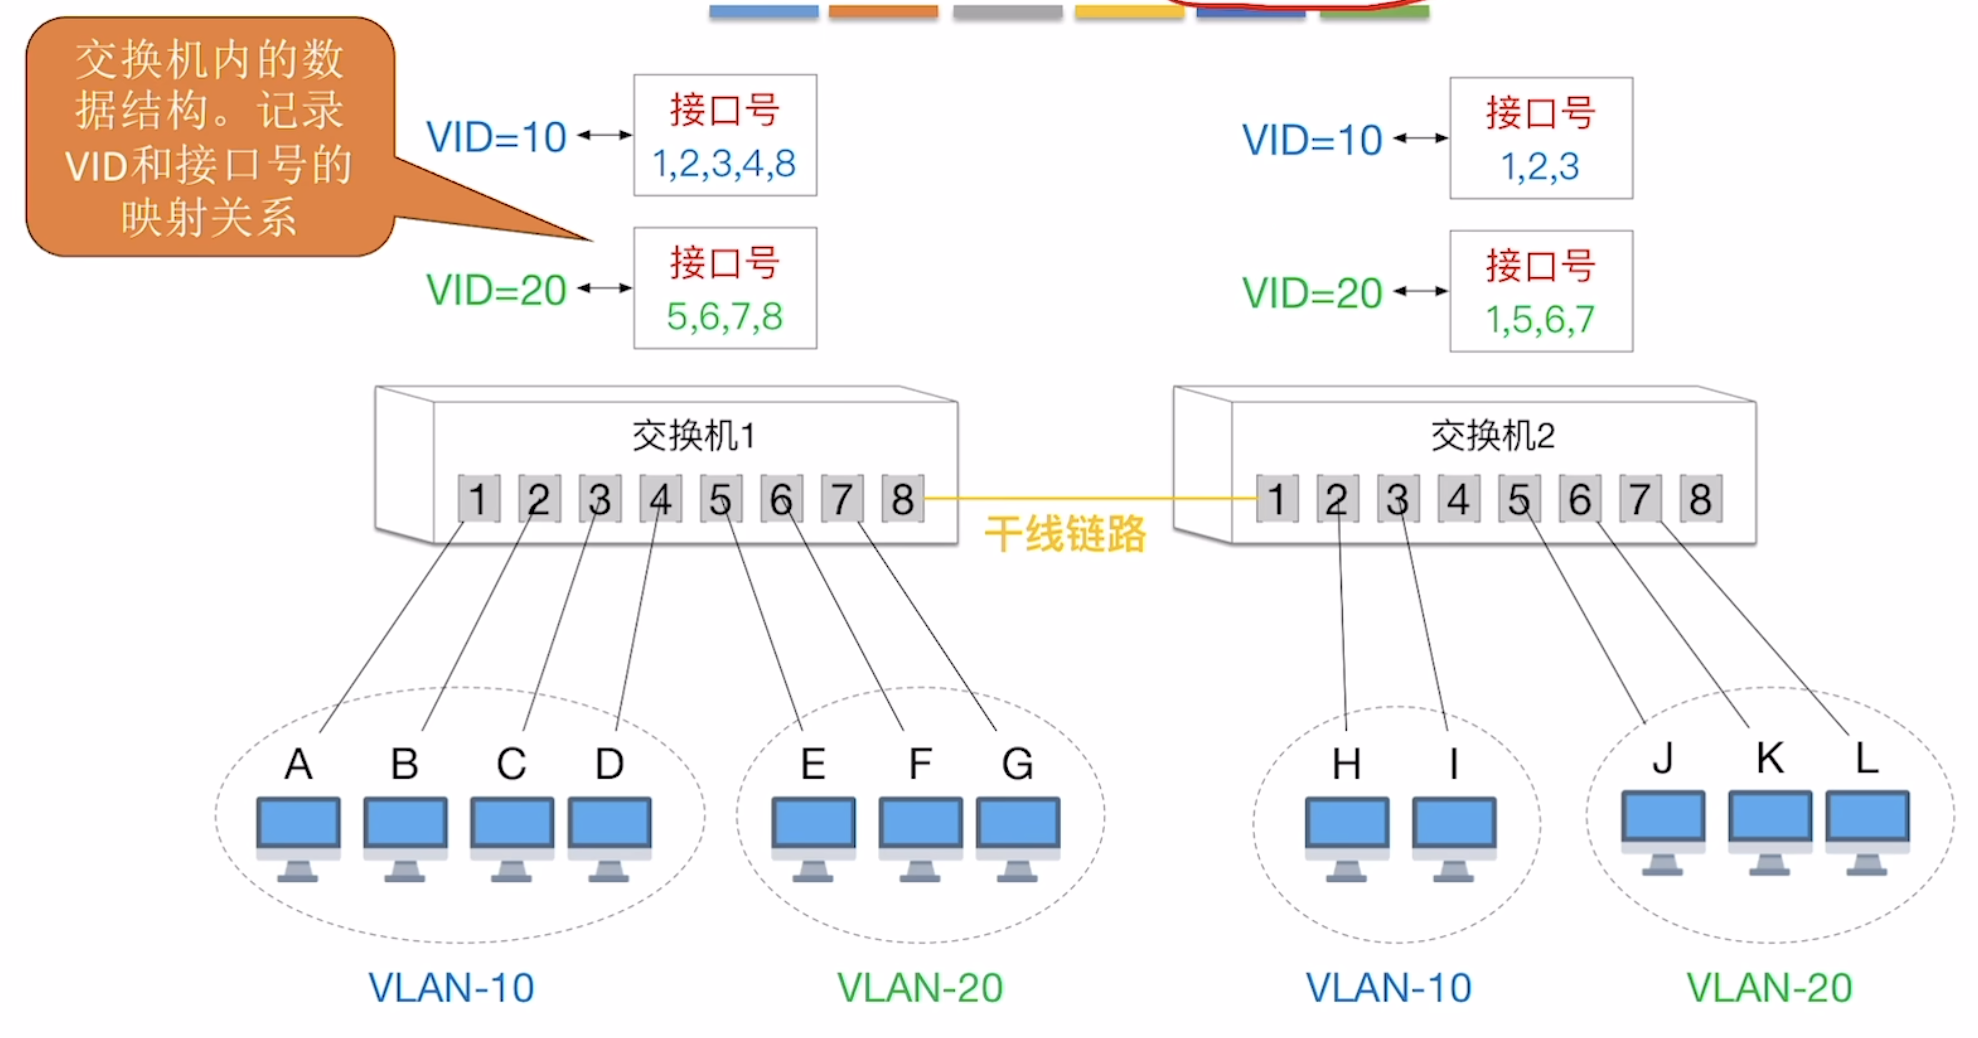 交换机内的数
据结构。记录
VID和接口号的
映射关系
VID=10
接口号
1,2,3,4,8
VID=20
接口号
5,6,7,8
VID=10
接口号
1,2,3
VID=20
接口号
1,5,6,7
交换机1
1 2 3 4 5 6 7 8
干线链路
交换机2
1 2 3 4 5 6 7 8
A B C D
E F G
H I
J K L
VLAN-10
VLAN-20
VLAN-10
VLAN-20